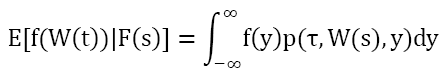 E[f(W(t))|F(s)] = ∫_{-∞}^{∞} f(y)p(τ, W(s), y)dy